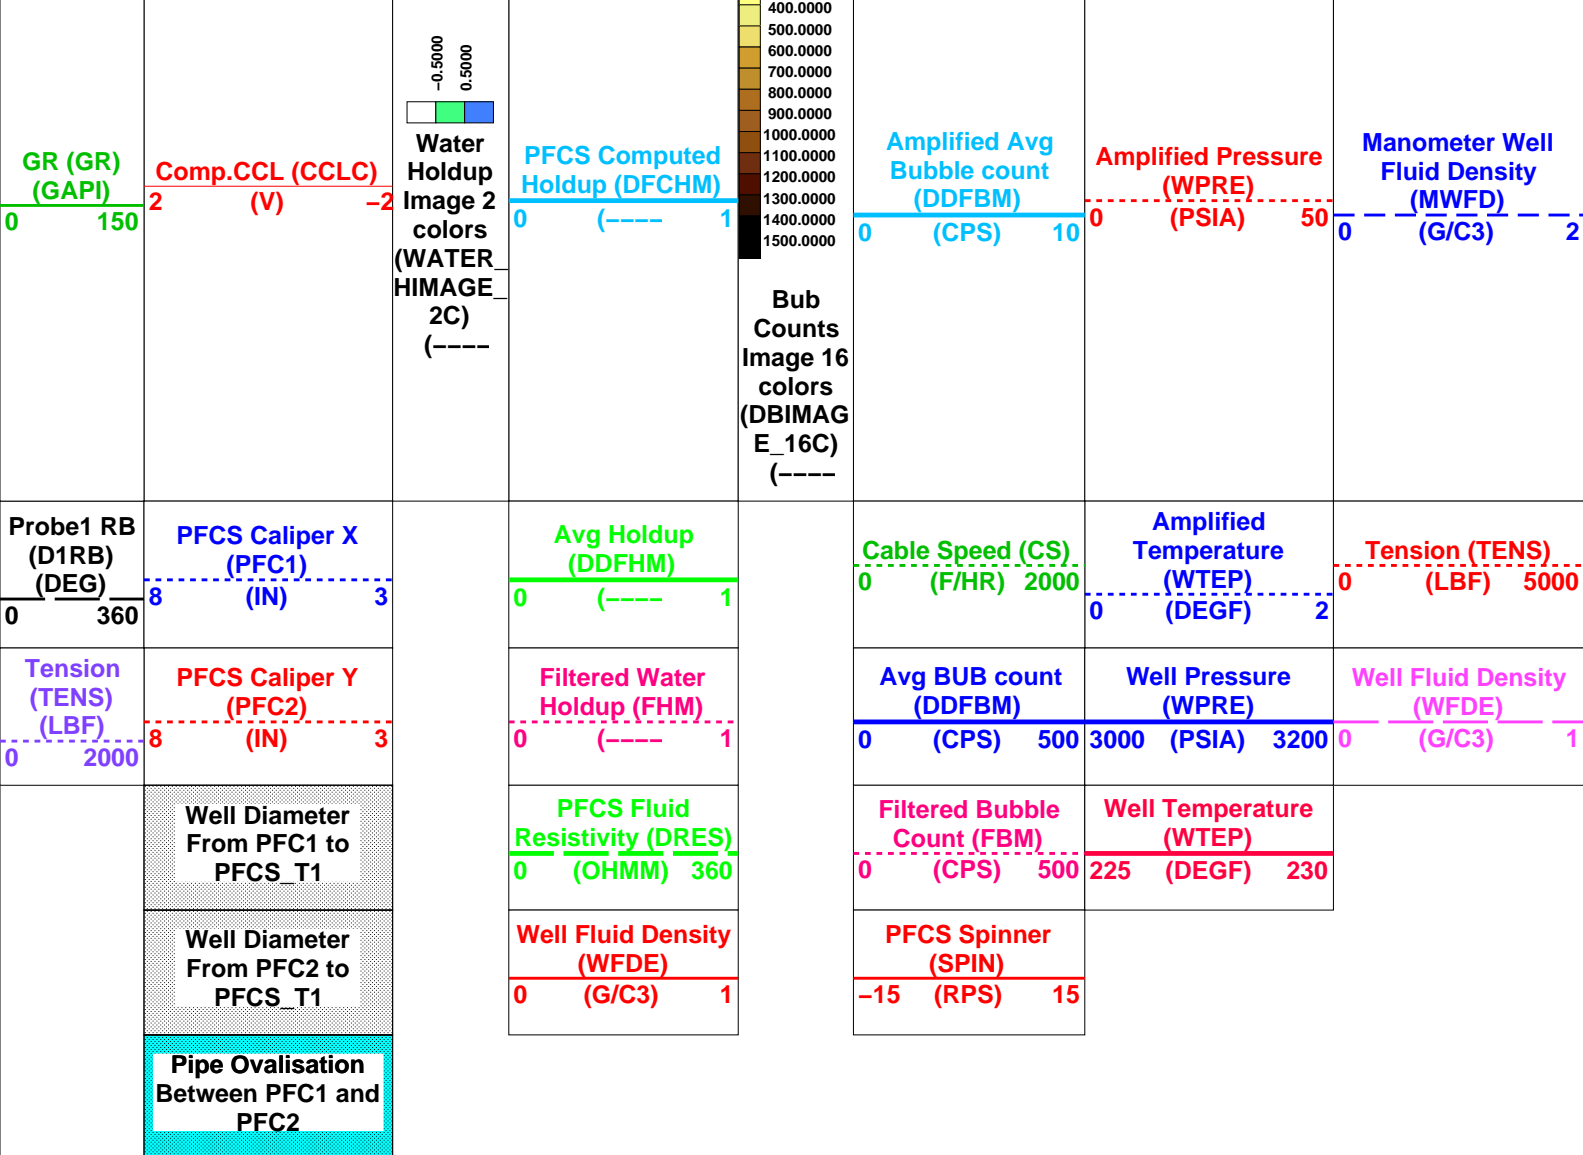 GR (GR)
(GAPI)
0 150
Comp.CCL (CCLC)
2 (V) −2
−0.5000
0.5000
Water
Holdup
Image 2
colors
(WATER_
HIMAGE_
2C)
(−−−−
PFCS Computed
Holdup (DFCHM)
0 (−−−− 1
400.0000
500.0000
600.0000
700.0000
800.0000
900.0000
1000.0000
1100.0000
1200.0000
1300.0000
1400.0000
1500.0000
Bub
Counts
Image 16
colors
(DBIMAG
E_16C)
(−−−−
Amplified Avg
Bubble count
(DDFBM)
0 (CPS) 10
Amplified Pressure
(WPRE)
0 (PSIA) 50
Manometer Well
Fluid Density
(MWFD)
0 (G/C3) 2
Probe1 RB
(D1RB)
(DEG)
0 360
PFCS Caliper X
(PFC1)
8 (IN) 3
Avg Holdup
(DDFHM)
0 (−−−− 1
Cable Speed (CS)
0 (F/HR) 2000
Amplified
Temperature
(WTEP)
0 (DEGF) 2
Tension (TENS)
0 (LBF) 5000
Tension
(TENS)
(LBF)
0 2000
PFCS Caliper Y
(PFC2)
8 (IN) 3
Filtered Water
Holdup (FHM)
0 (−−−− 1
Avg BUB count
(DDFBM)
0 (CPS) 500
Well Pressure
(WPRE)
3000 (PSIA) 3200
Well Fluid Density
(WFDE)
0 (G/C3) 1
Well Diameter
From PFC1 to
PFCS_T1
PFCS Fluid
Resistivity (DRES)
0 (OHMM) 360
Filtered Bubble
Count (FBM)
0 (CPS) 500
Well Temperature
(WTEP)
225 (DEGF) 230
Well Diameter
From PFC2 to
PFCS_T1
Well Fluid Density
(WFDE)
0 (G/C3) 1
PFCS Spinner
(SPIN)
−15 (RPS) 15
Pipe Ovalisation
Between PFC1 and
PFC2